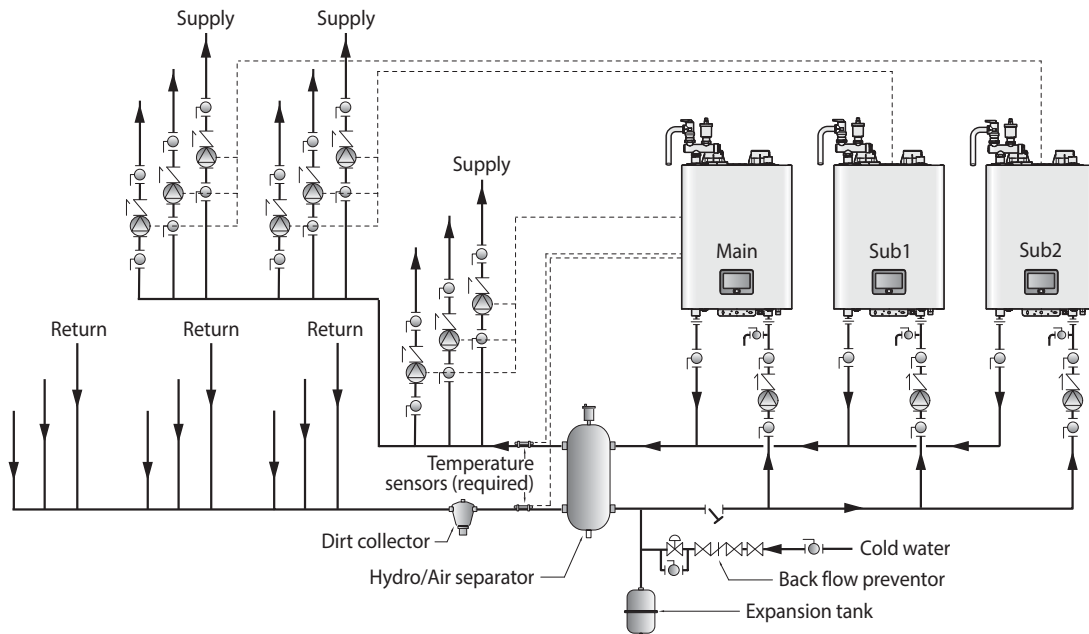 Supply
Supply
Supply
Main
Sub1
Sub2
Return
Return
Return
Temperature
sensors (required)
Dirt collector
Hydro/Air separator
Cold water
Back flow preventor
Expansion tank